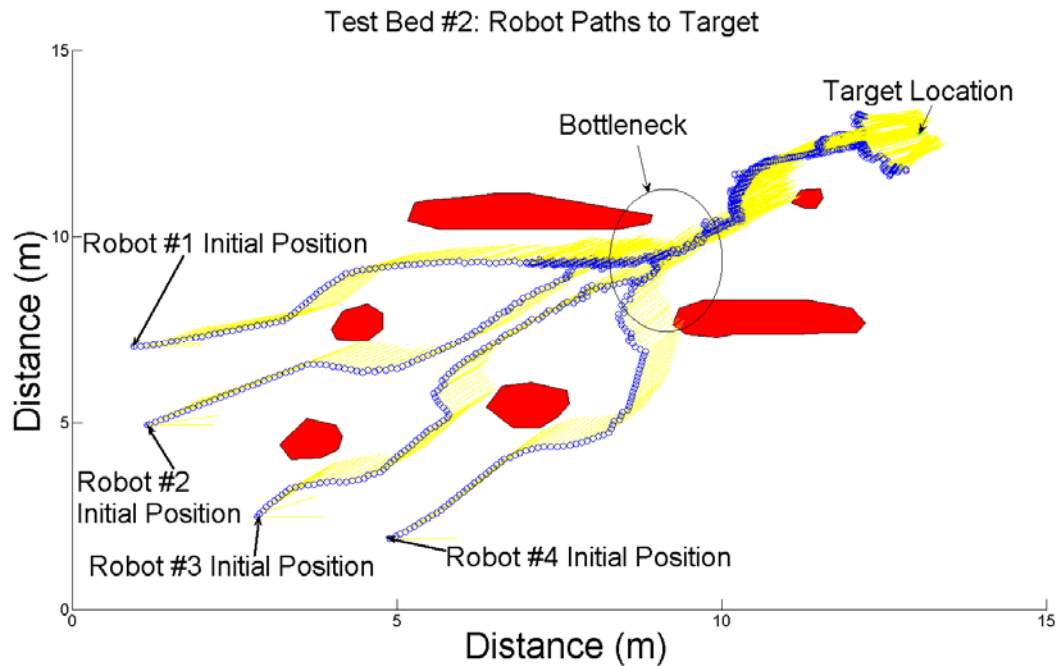 Test Bed #2: Robot Paths to Target
15
Target Location
Bottleneck
10
Robot #1 Initial Position
Distance (m)
5
Robot #2
Initial Position
Robot #3 Initial Position
Robot #4 Initial Position
0
0
5
10
15
Distance (m)